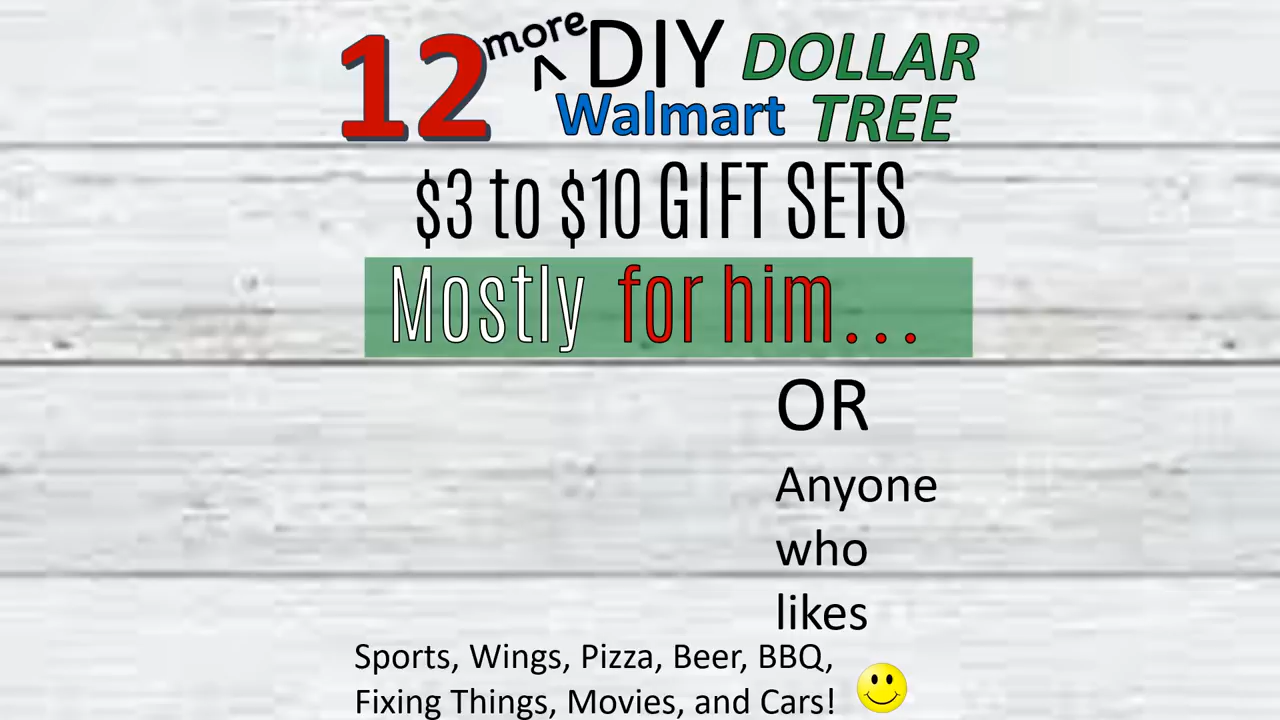 12 more DIY DOLLAR
Walmart TREE
$3 to $10 GIFT SETS
Mostly for him...
OR
Anyone
who
likes
Sports, Wings, Pizza, Beer, BBQ,
Fixing Things, Movies, and Cars!